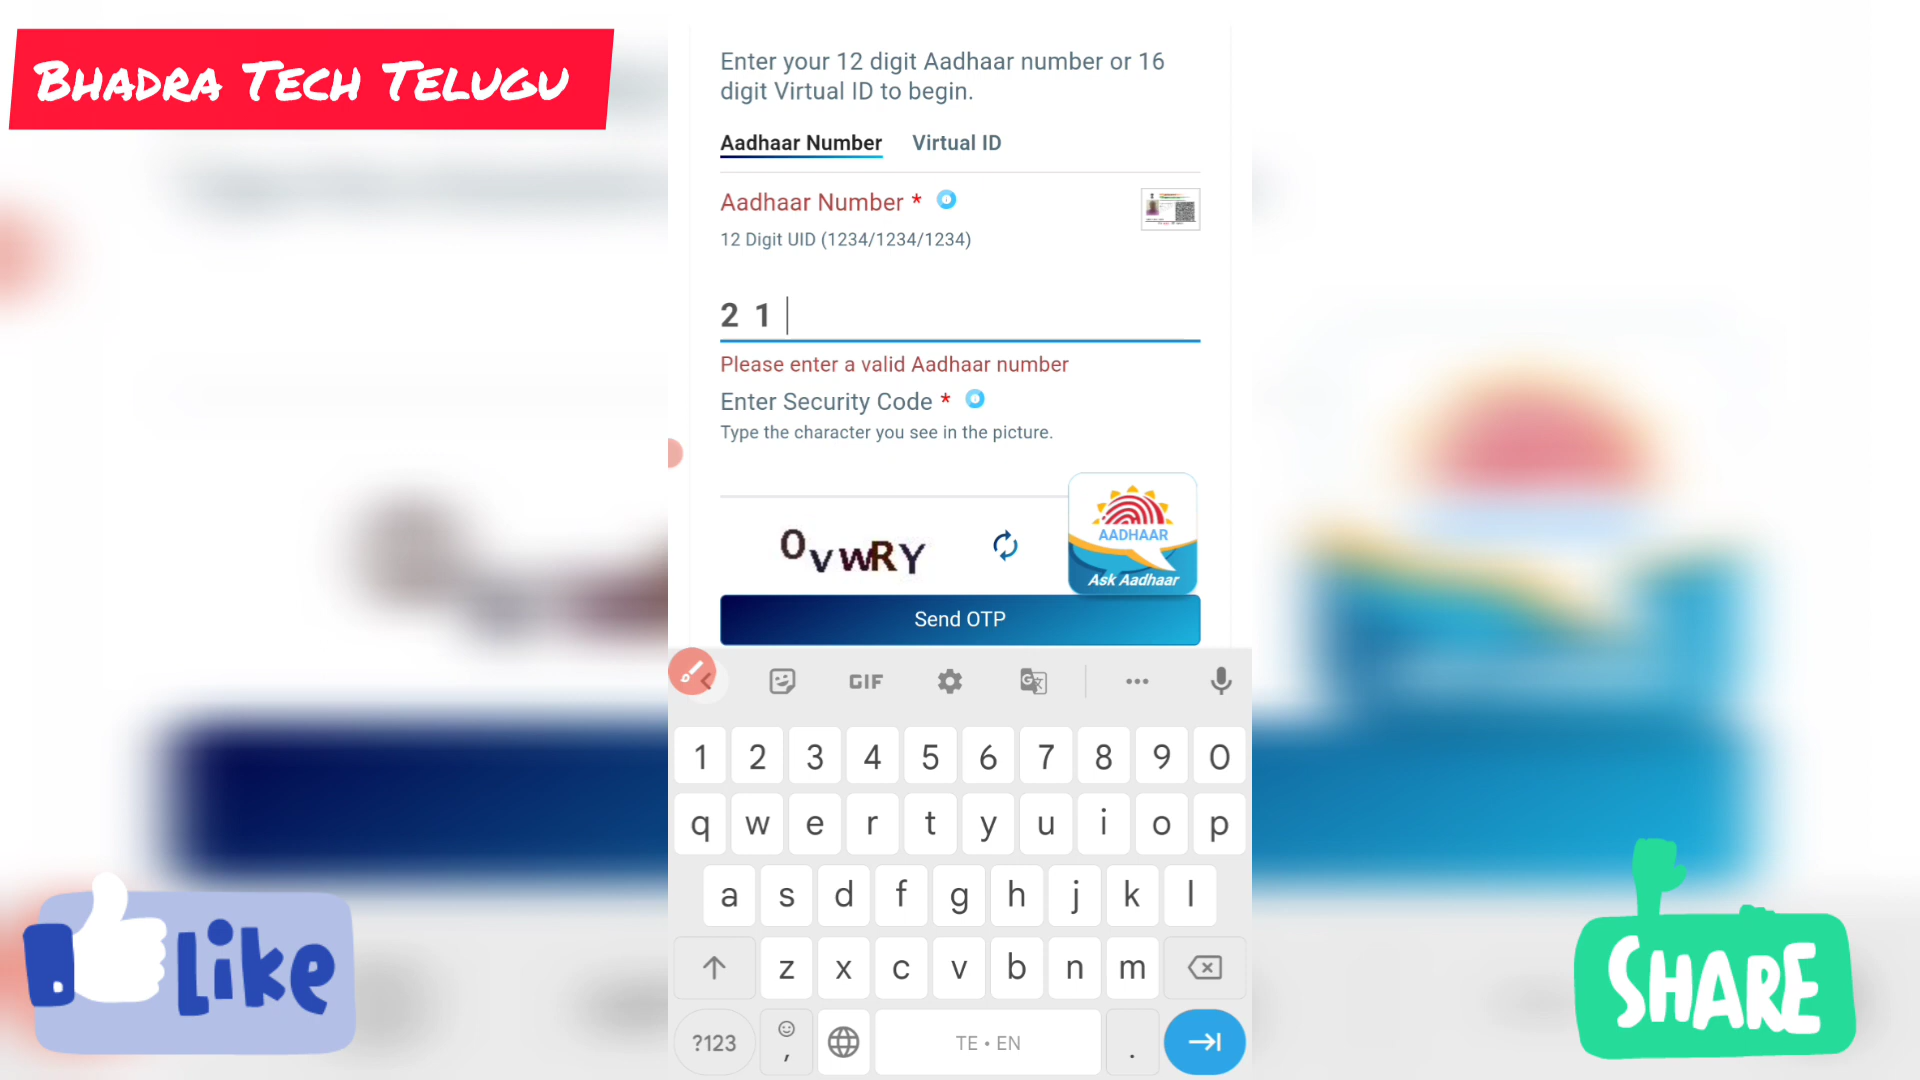 Bhadra Tech Telugu
Enter your 12 digit Aadhaar number or 16
digit Virtual ID to begin.
Aadhaar Number Virtual ID
Aadhaar Number *
12 Digit UID (1234/1234/1234)
2 1
Please enter a valid Aadhaar number
Enter Security Code *
Type the character you see in the picture.
OvwRY
AADHAAR
Ask Aadhaar
Send OTP
GIF
1 2 3 4 5 6 7 8 9 0
q w e r t y u i o p
a s d f g h j k l
z x c v b n m
?123 , TE • EN .
Like
SHARE